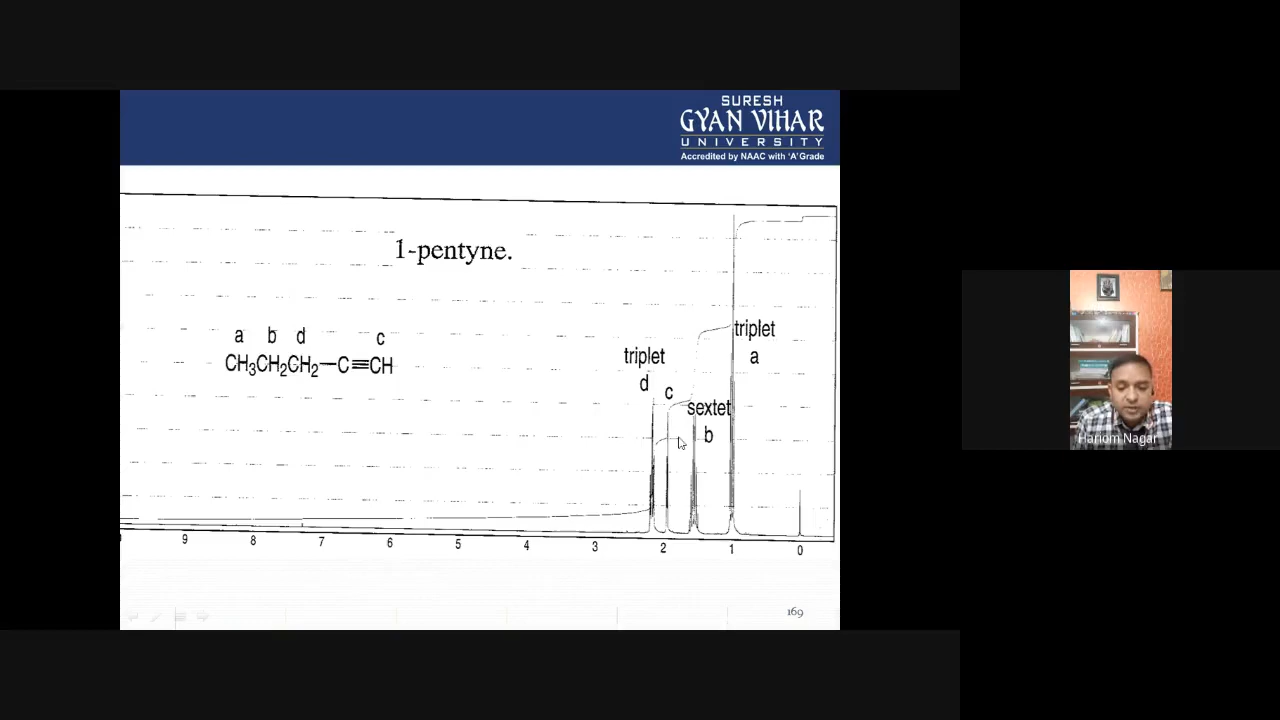 SURESH
GYAN VIHAR
UNIVERSITY
Accredited by NAAC with 'A' Grade
1-pentyne.
a b d c
CH₃CH₂CH₂—C≡CH
triplet
d
c
sextet
b
triplet
a
9 8 7 6 5 4 3 2 1 0
169
Hariom Nagar